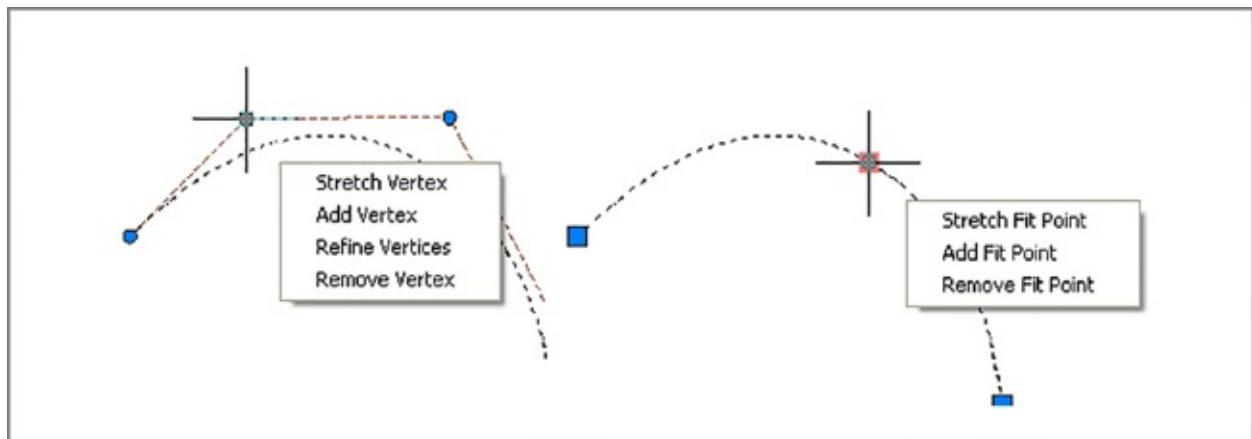 Stretch Vertex
Add Vertex
Refine Vertices
Remove Vertex
Stretch Fit Point
Add Fit Point
Remove Fit Point